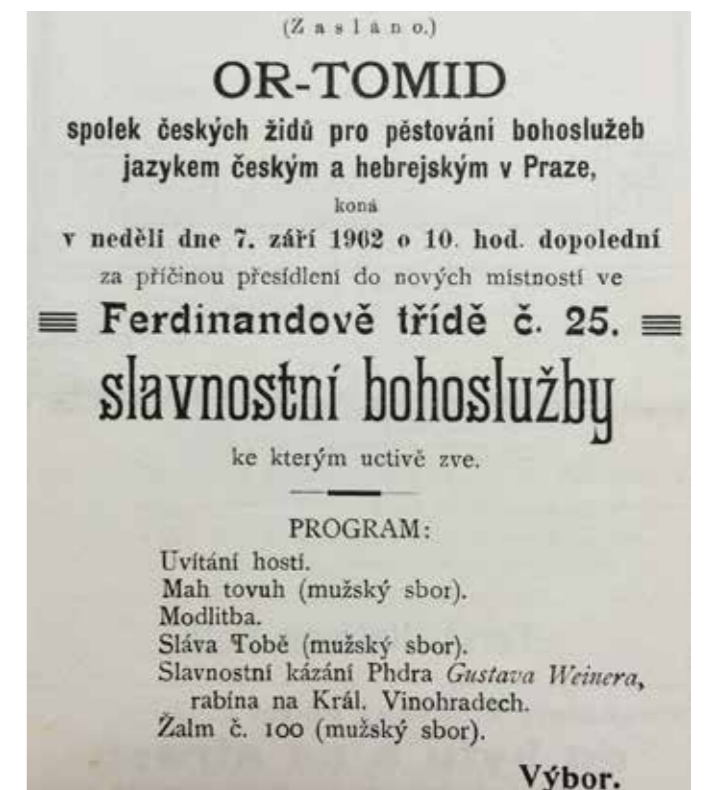 (Zasláno.)
OR-TOMID
spolek českých židů pro pěstování bohoslužeb
jazykem českým a hebrejským v Praze,
koná
v neděli dne 7. září 1902 o 10. hod. dopolední
za příčinou přesídlení do nových místností ve
Ferdinandově třídě č. 25.
slavnostní bohoslužby
ke kterým uctivě zve.
PROGRAM:
Uvítání hostí.
Mah tovuh (mužský sbor).
Modlitba.
Sláva Tobě (mužský sbor).
Slavnostní kázání Phdra Gustava Weinera,
rabína na Král. Vinohradech.
Žalm č. 100 (mužský sbor).
Výbor.